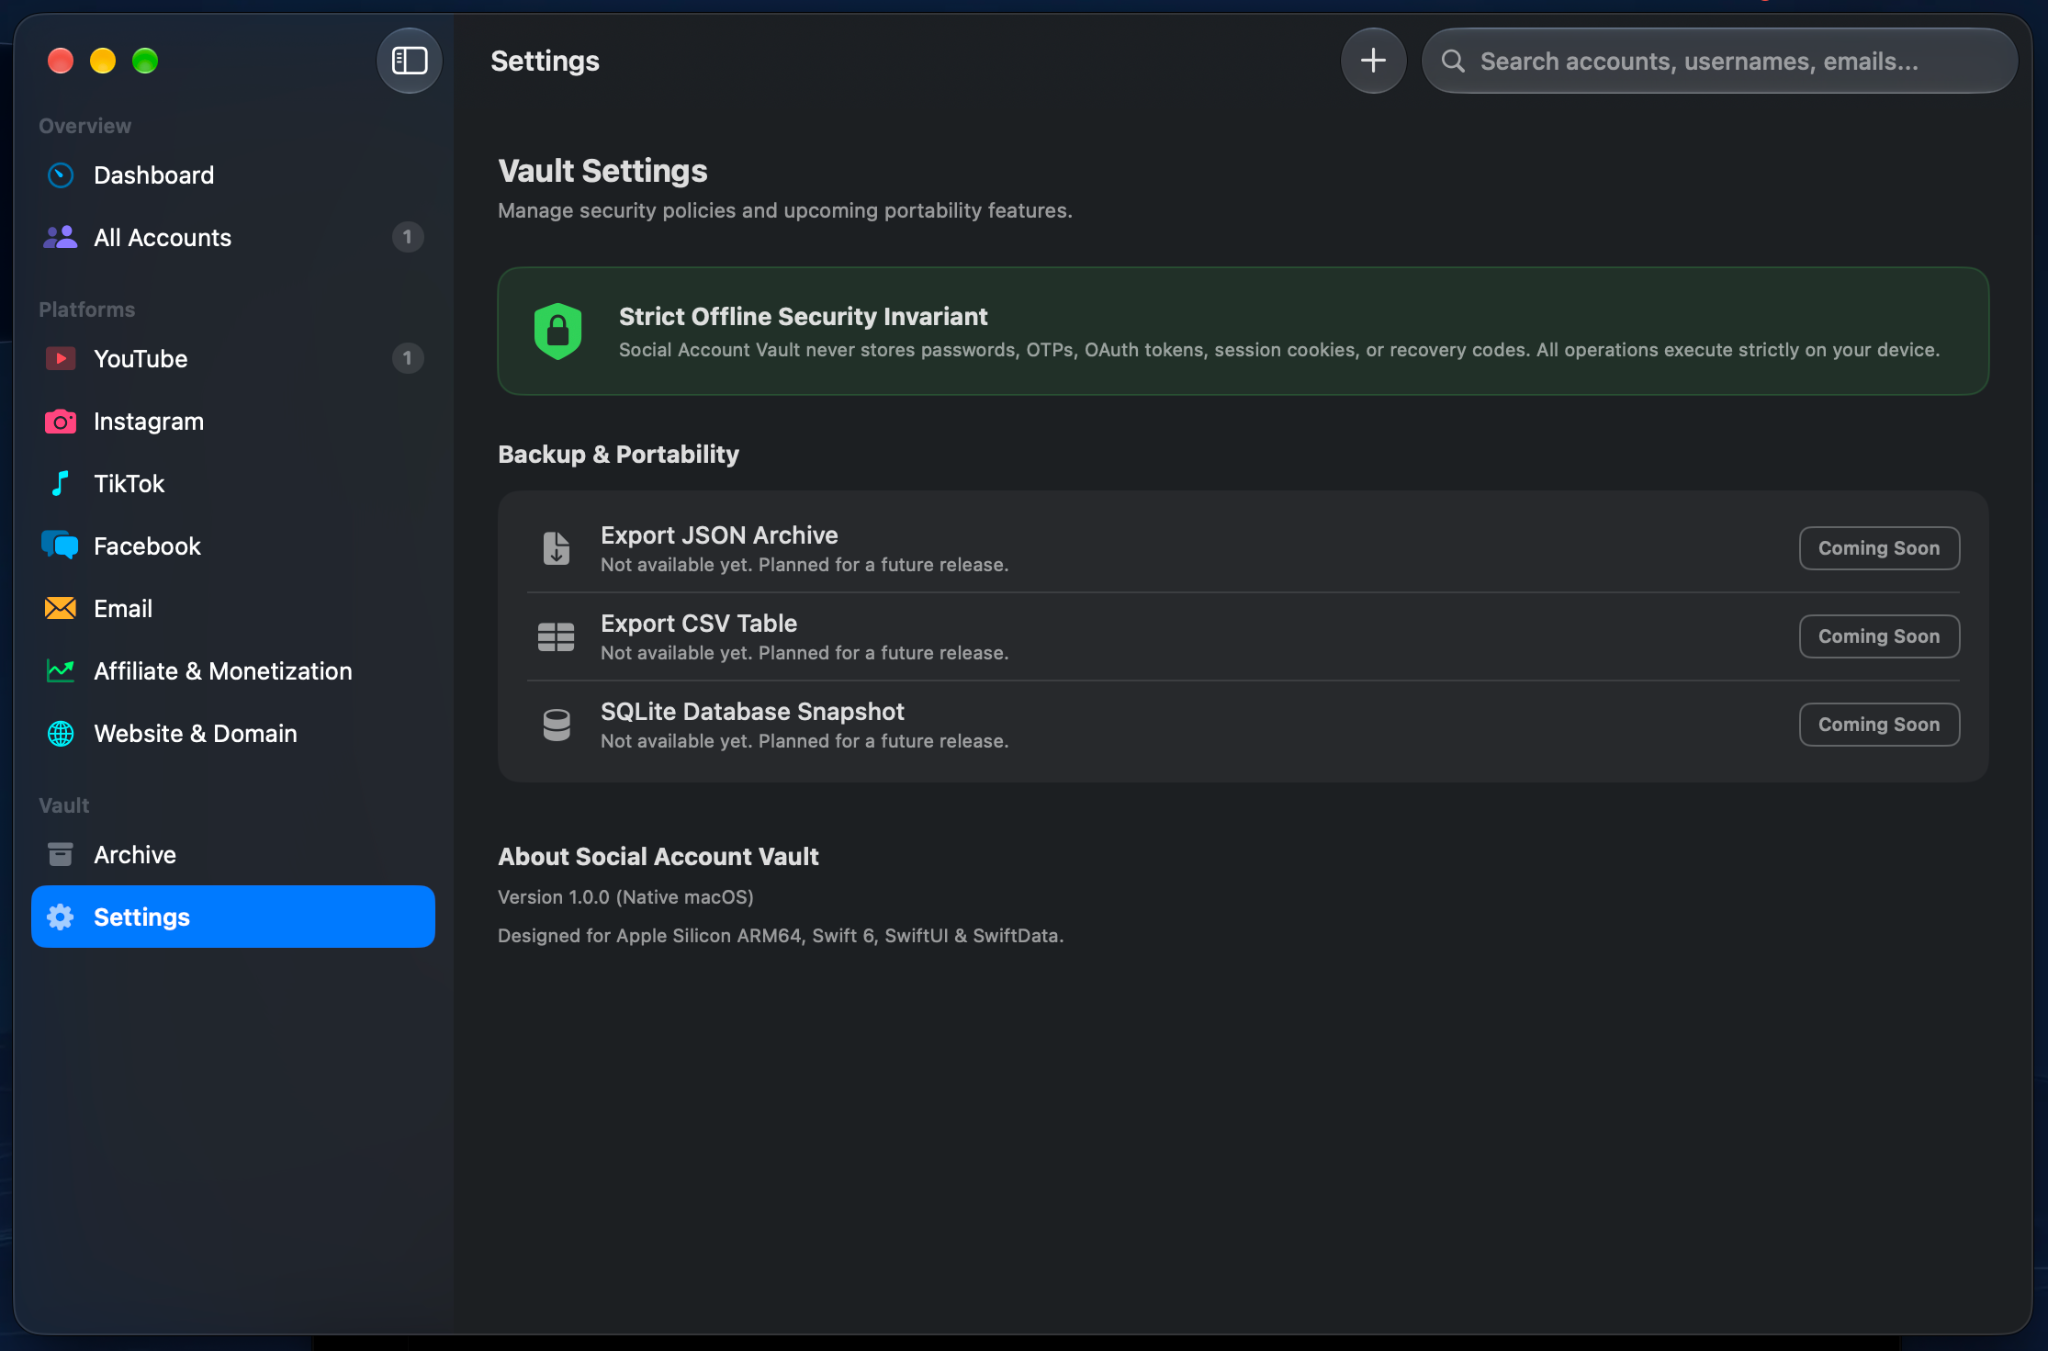 Settings
Search accounts, usernames, emails...
Overview
Dashboard
All Accounts
1
Platforms
YouTube
1
Instagram
TikTok
Facebook
Email
Affiliate & Monetization
Website & Domain
Vault
Archive
Settings
Vault Settings
Manage security policies and upcoming portability features.
Strict Offline Security Invariant
Social Account Vault never stores passwords, OTPs, OAuth tokens, session cookies, or recovery codes. All operations execute strictly on your device.
Backup & Portability
Export JSON Archive
Not available yet. Planned for a future release.
Coming Soon
Export CSV Table
Not available yet. Planned for a future release.
Coming Soon
SQLite Database Snapshot
Not available yet. Planned for a future release.
Coming Soon
About Social Account Vault
Version 1.0.0 (Native macOS)
Designed for Apple Silicon ARM64, Swift 6, SwiftUI & SwiftData.